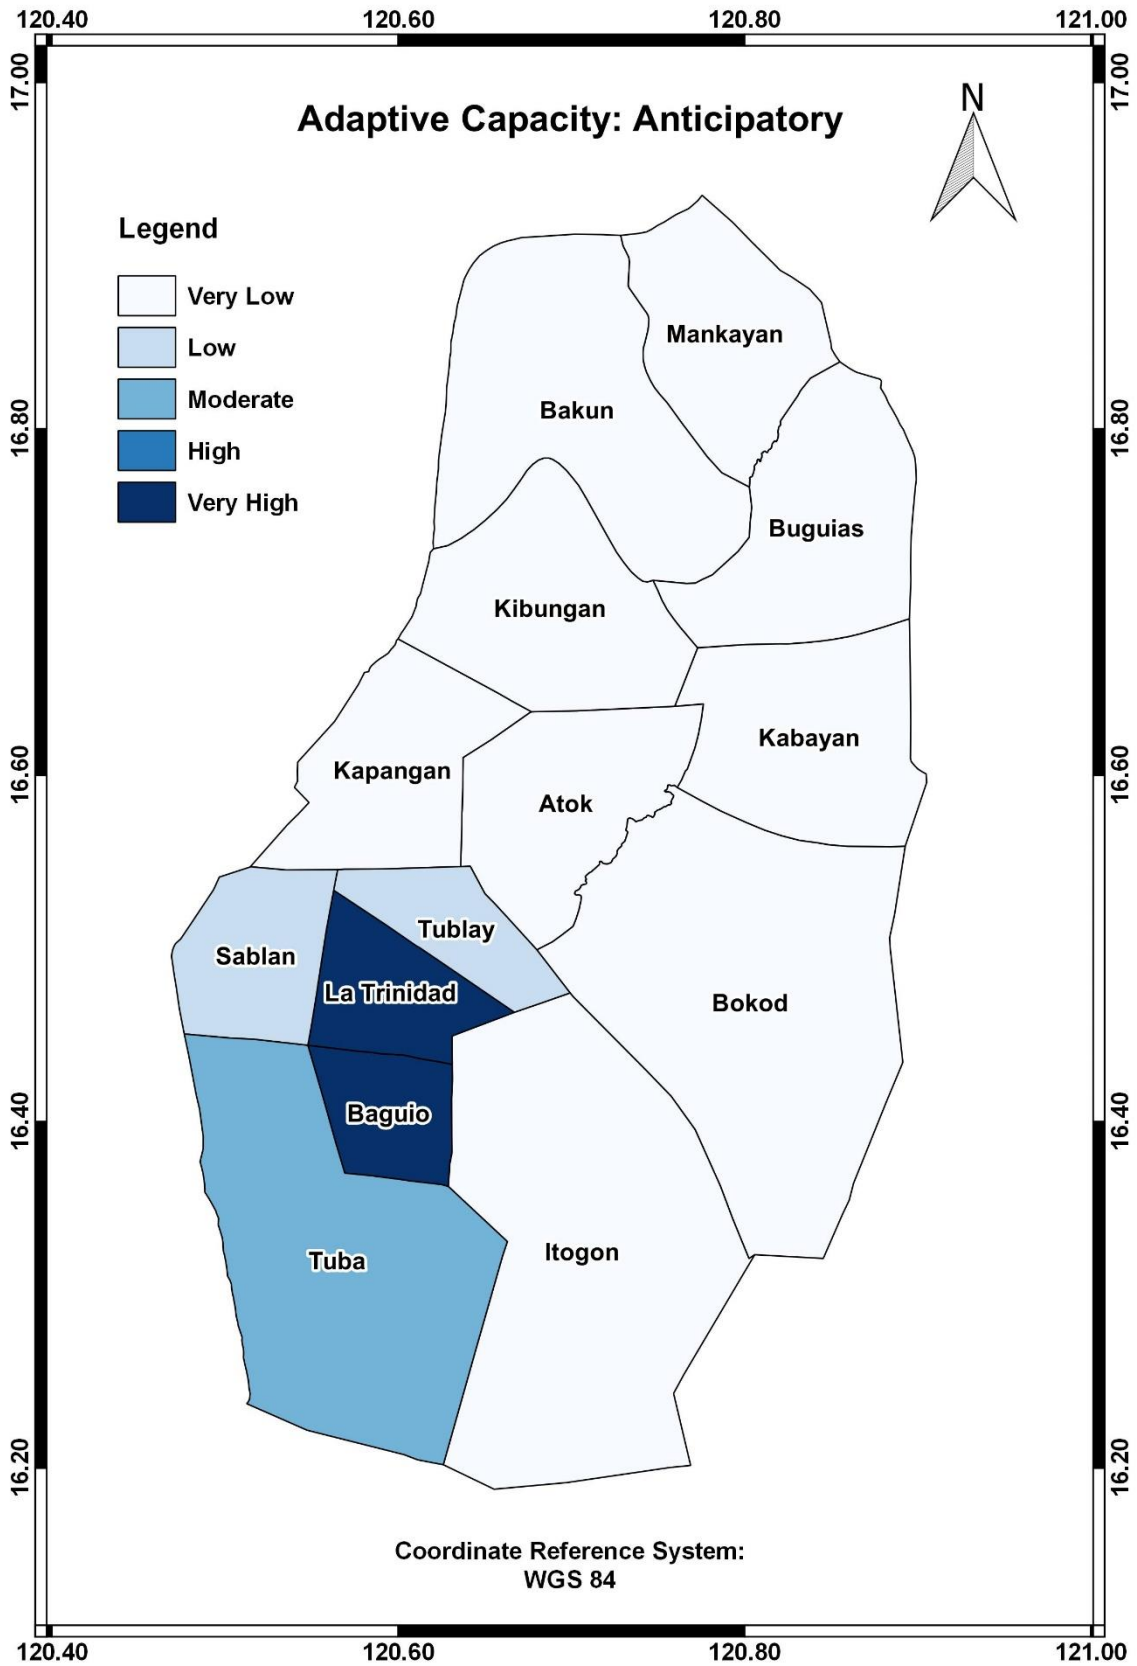 120.40 120.60 120.80 121.00
17.00 17.00
Adaptive Capacity: Anticipatory
N
Legend
Very Low
Low
Moderate
High
Very High
Mankayan
Bakun
16.80 16.80
Buguias
Kibungan
Kabayan
Kapangan
16.60 16.60
Atok
Tublay
Sablan
La Trinidad
Bokod
Baguio
16.40 16.40
Itogon
Tuba
16.20 16.20
Coordinate Reference System:
WGS 84
120.40 120.60 120.80 121.00